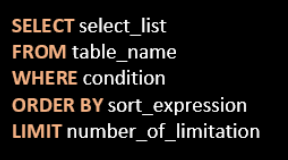 SELECT select_list
FROM table_name
WHERE condition
ORDER BY sort_expression
LIMIT number_of_limitation